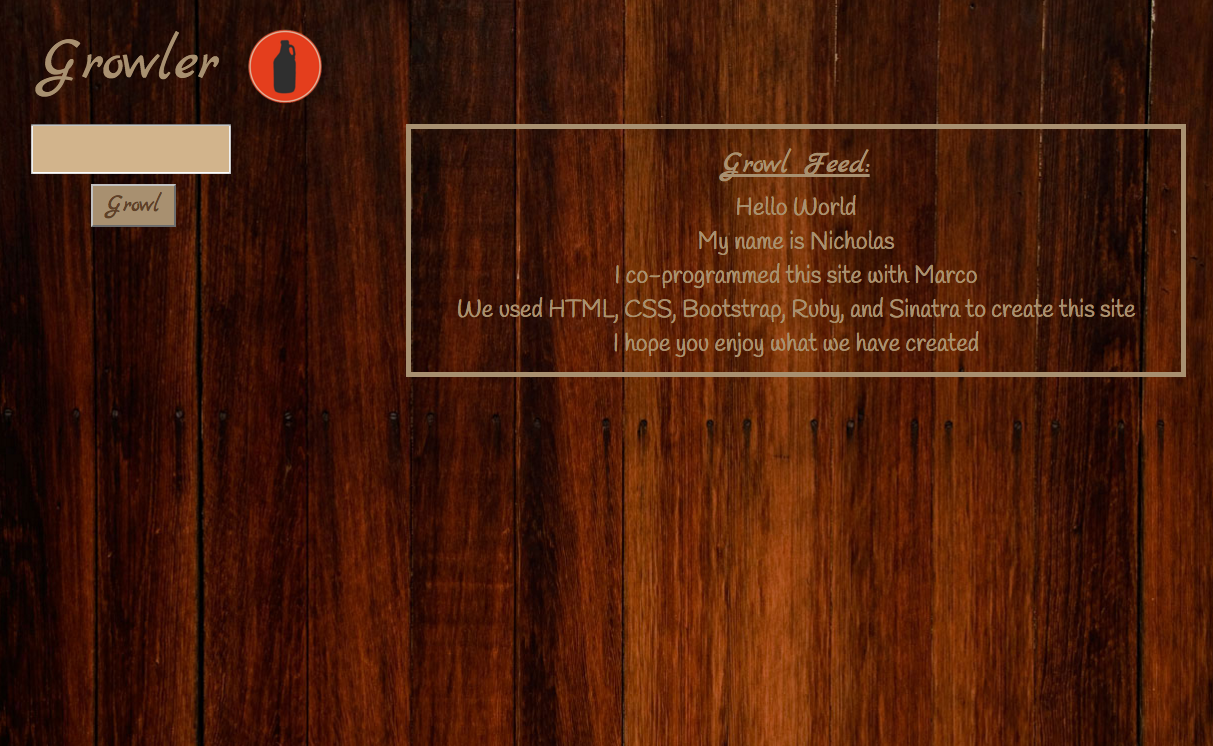 Growler
Growl
Growl Feed:
Hello World
My name is Nicholas
I co-programmed this site with Marco
We used HTML, CSS, Bootstrap, Ruby, and Sinatra to create this site
I hope you enjoy what we have created